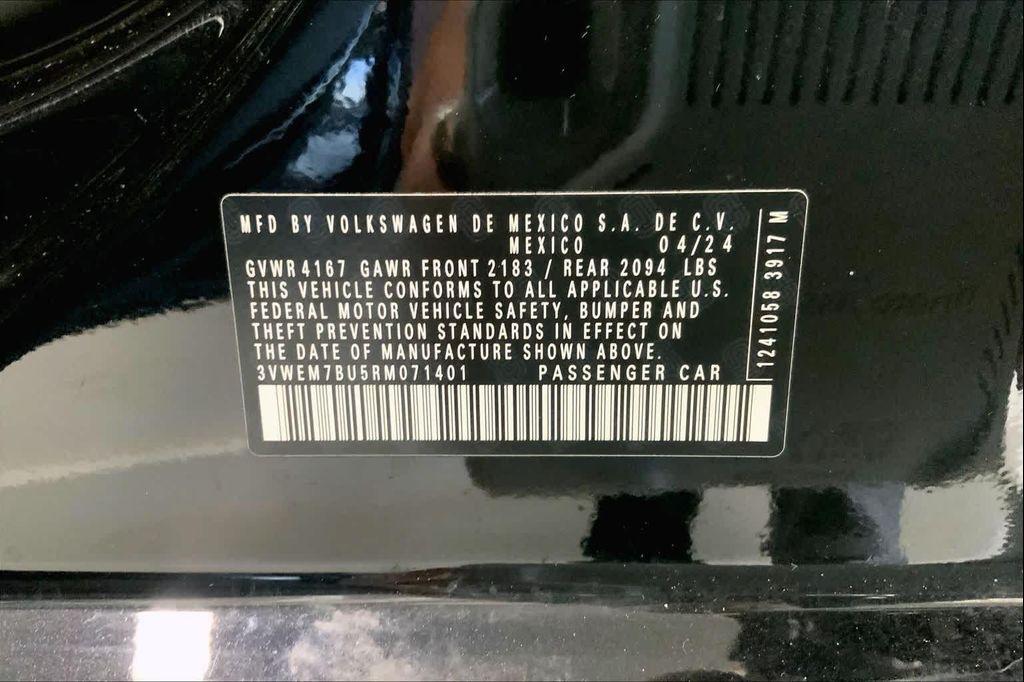 MFD BY VOLKSWAGEN DE MEXICO S.A. DE C.V.
MEXICO 04/24
GVWR 4167 GAWR FRONT 2183 / REAR 2094 LBS
THIS VEHICLE CONFORMS TO ALL APPLICABLE U.S.
FEDERAL MOTOR VEHICLE SAFETY, BUMPER AND
THEFT PREVENTION STANDARDS IN EFFECT ON
THE DATE OF MANUFACTURE SHOWN ABOVE.
3VWEM7BU5RM071401 PASSENGER CAR
1241058 3917 M